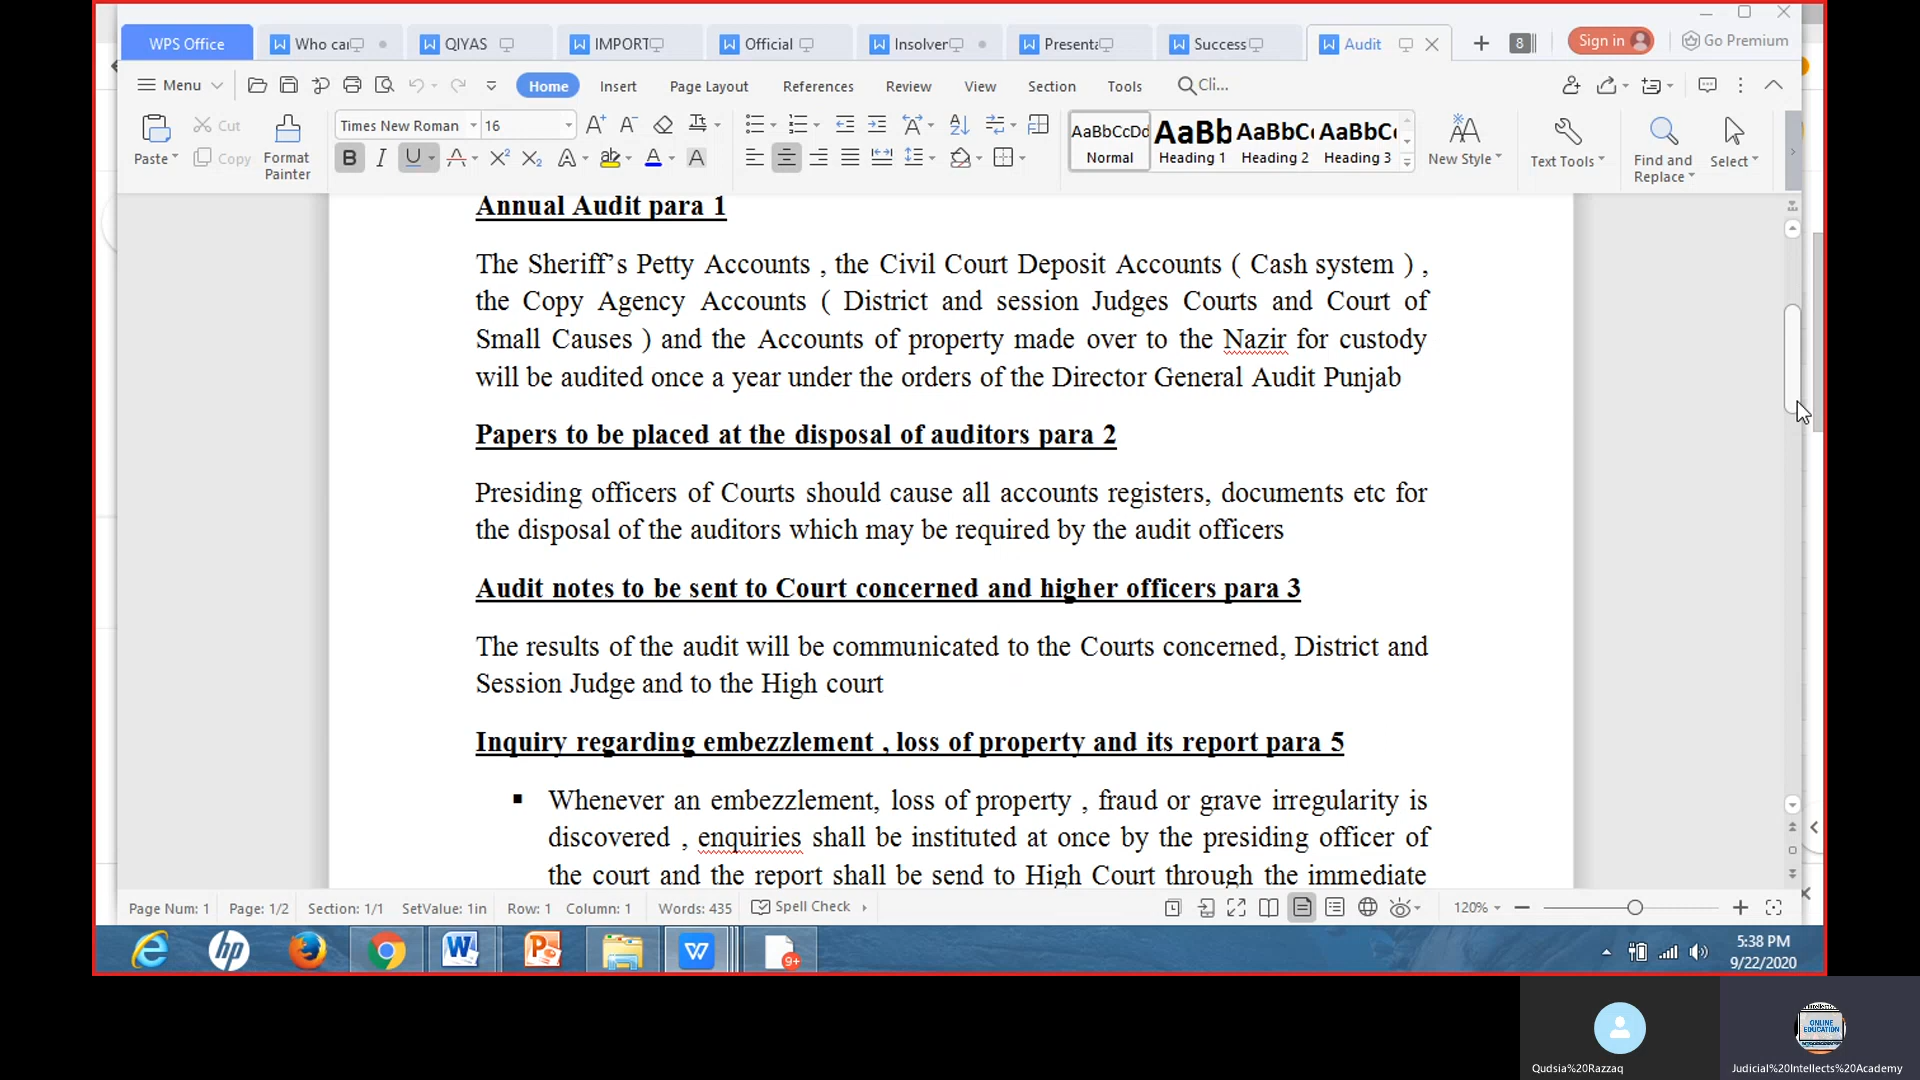 WPS Office
Who can
QIYAS
IMPORT
Official
Insolven
Presenta
Success
Audit
8
Sign in
Go Premium
Menu
Home
Insert
Page Layout
References
Review
View
Section
Tools
Cli...
Paste
Cut
Copy
Format
Painter
Times New Roman
16
AaBbCcDd
Normal
AaBb
Heading 1
AaBbC
Heading 2
AaBbC
Heading 3
New Style
Text Tools
Find and
Replace
Select
Annual Audit para 1
The Sheriff’s Petty Accounts , the Civil Court Deposit Accounts ( Cash system ) ,
the Copy Agency Accounts ( District and session Judges Courts and Court of
Small Causes ) and the Accounts of property made over to the Nazir for custody
will be audited once a year under the orders of the Director General Audit Punjab
Papers to be placed at the disposal of auditors para 2
Presiding officers of Courts should cause all accounts registers, documents etc for
the disposal of the auditors which may be required by the audit officers
Audit notes to be sent to Court concerned and higher officers para 3
The results of the audit will be communicated to the Courts concerned, District and
Session Judge and to the High court
Inquiry regarding embezzlement , loss of property and its report para 5
▪ Whenever an embezzlement, loss of property , fraud or grave irregularity is
discovered , enquiries shall be instituted at once by the presiding officer of
the court and the report shall be send to High Court through the immediate
Page Num: 1
Page: 1/2
Section: 1/1
SetValue: 1in
Row: 1
Column: 1
Words: 435
Spell Check
120%
9+
5:38 PM
9/22/2020
ONLINE
EDUCATION
Qudsia%20Razzaq
Judicial%20Intellects%20Academy